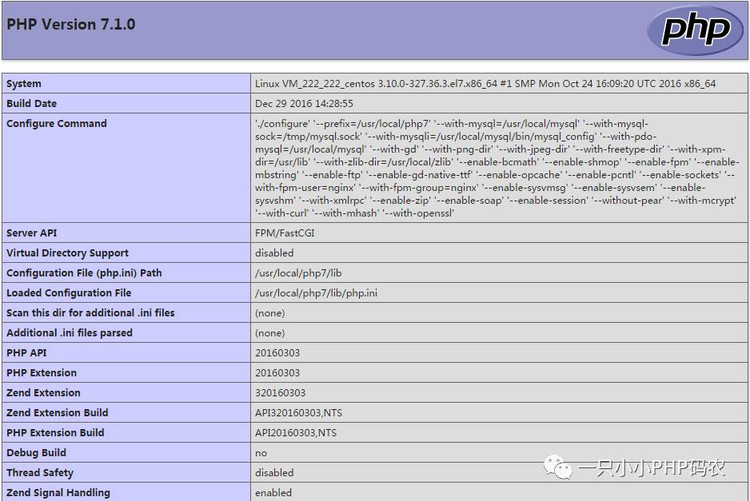 PHP Version 7.1.0
php
System Linux VM_222_222_centos 3.10.0-327.36.3.el7.x86_64 #1 SMP Mon Oct 24 16:09:20 UTC 2016 x86_64
Build Date Dec 29 2016 14:28:55
Configure Command './configure' '--prefix=/usr/local/php7' '--with-mysql=/usr/local/mysql' '--with-mysql-
sock=/tmp/mysql.sock' '--with-mysqli=/usr/local/mysql/bin/mysql_config' '--with-pdo-
mysql=/usr/local/mysql' '--with-gd' '--with-png-dir' '--with-jpeg-dir' '--with-freetype-dir' '--with-xpm-
dir=/usr/lib' '--with-zlib-dir=/usr/local/zlib' '--enable-bcmath' '--enable-shmop' '--enable-fpm' '--enable-
mbstring' '--enable-ftp' '--enable-gd-native-ttf' '--enable-opcache' '--enable-pcntl' '--enable-sockets' '--
with-fpm-user=nginx' '--with-fpm-group=nginx' '--enable-sysvmsg' '--enable-sysvsem' '--enable-
sysvshm' '--with-xmlrpc' '--enable-zip' '--enable-soap' '--enable-session' '--without-pear' '--with-mcrypt'
'--with-curl' '--with-mhash' '--with-openssl'
Server API FPM/FastCGI
Virtual Directory Support disabled
Configuration File (php.ini) Path /usr/local/php7/lib
Loaded Configuration File /usr/local/php7/lib/php.ini
Scan this dir for additional .ini files (none)
Additional .ini files parsed (none)
PHP API 20160303
PHP Extension 20160303
Zend Extension 320160303
Zend Extension Build API320160303,NTS
PHP Extension Build API20160303,NTS
Debug Build no
Thread Safety disabled
Zend Signal Handling enabled
一只小小PHP码农